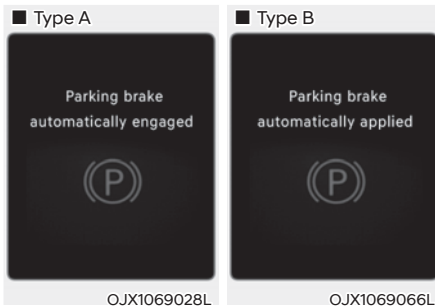 ■ Type A
Parking brake
automatically engaged
P
OJX1069028L
■ Type B
Parking brake
automatically applied
P
OJX1069066L